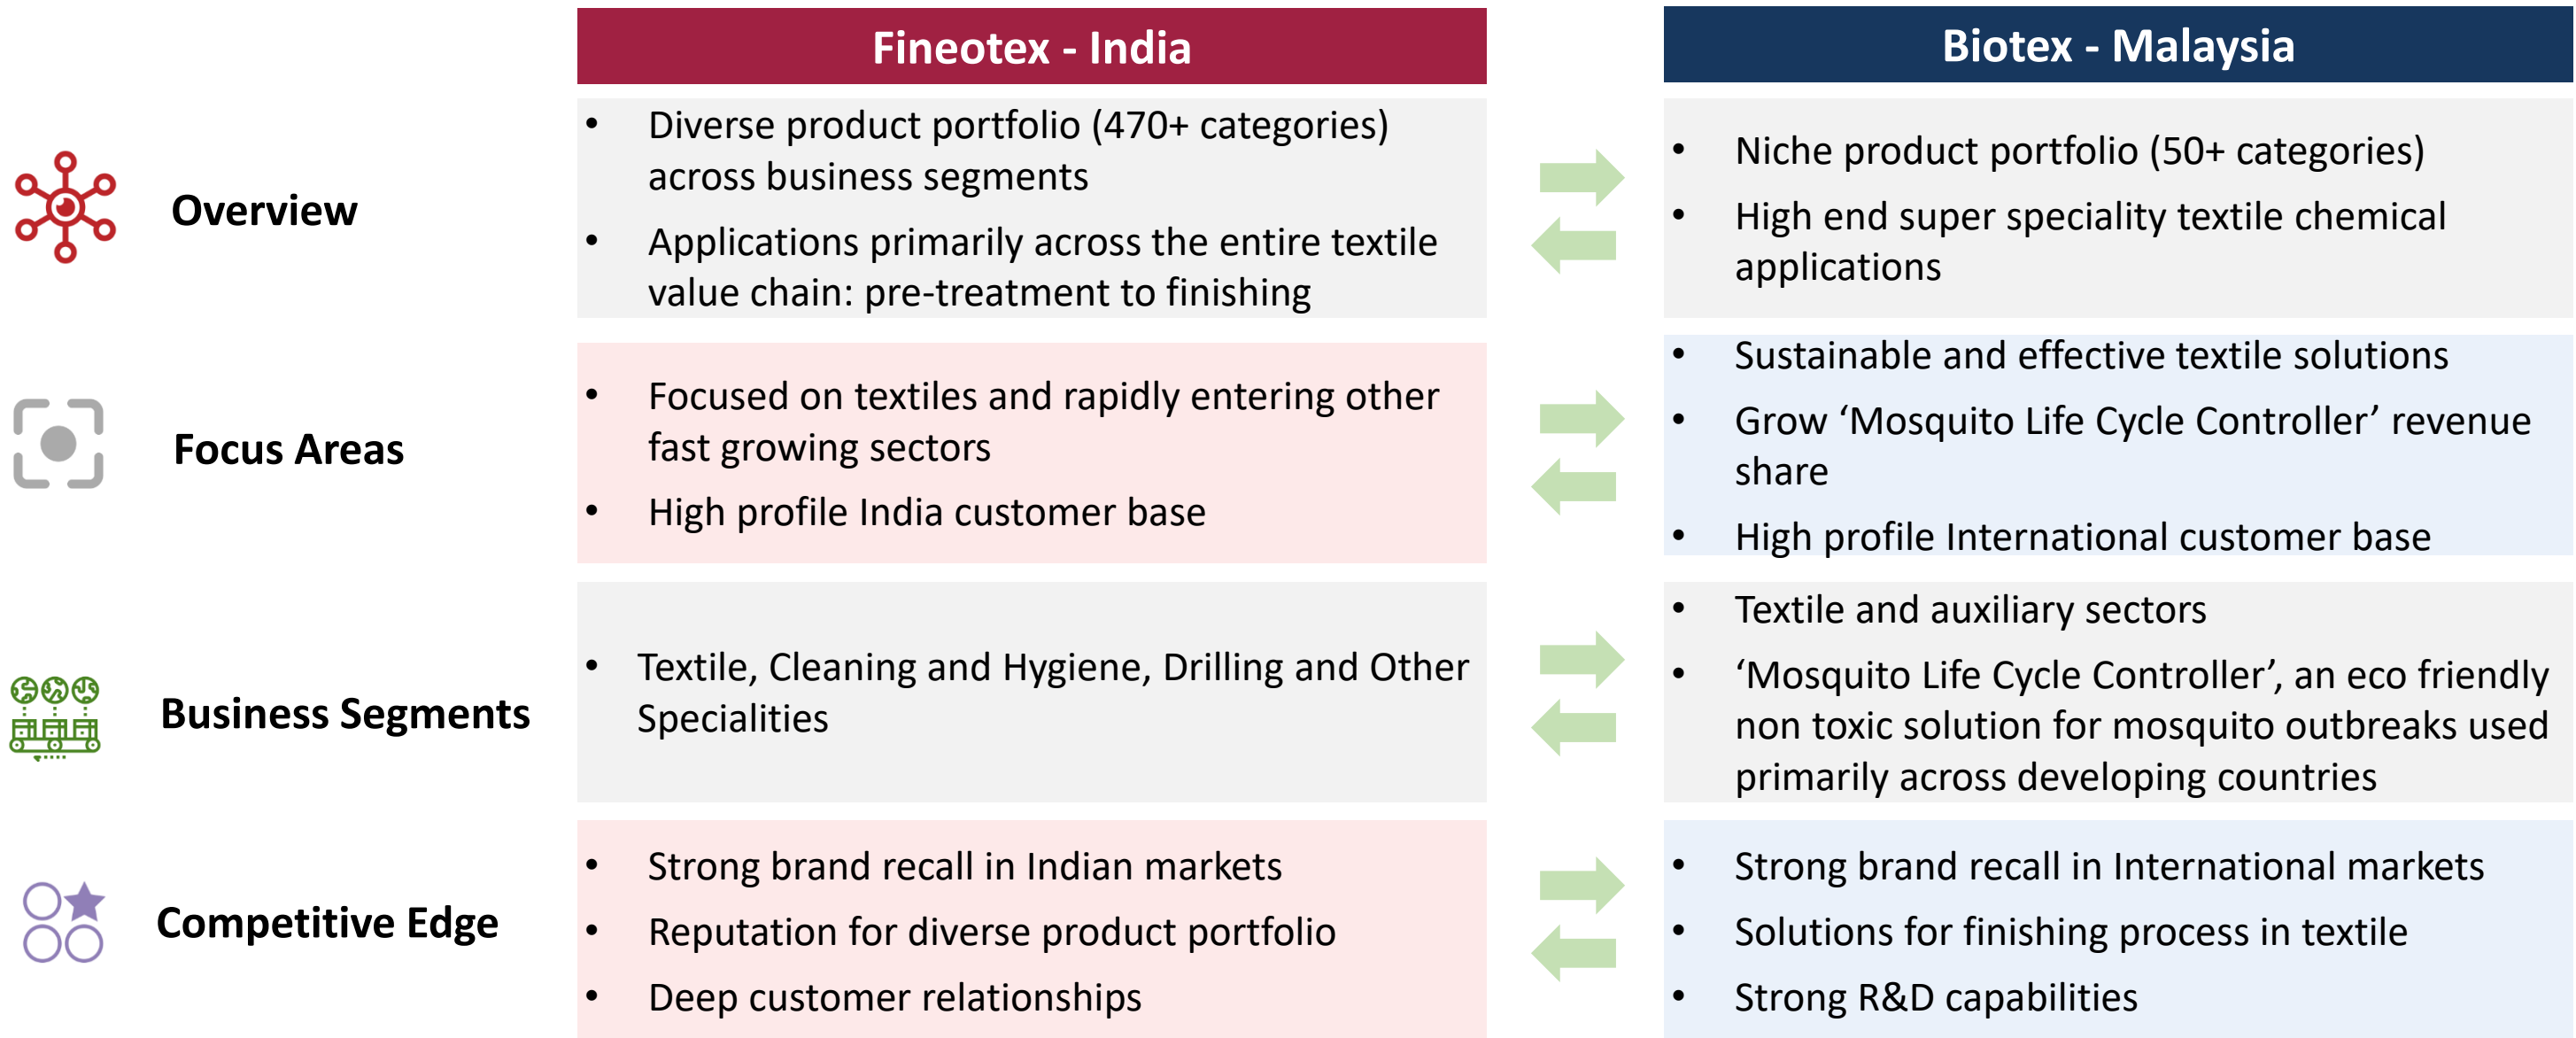 Fineotex - India
Biotex - Malaysia
Overview
• Diverse product portfolio (470+ categories)
across business segments
• Applications primarily across the entire textile
value chain: pre-treatment to finishing
• Niche product portfolio (50+ categories)
• High end super speciality textile chemical
applications
Focus Areas
• Focused on textiles and rapidly entering other
fast growing sectors
• High profile India customer base
• Sustainable and effective textile solutions
• Grow ‘Mosquito Life Cycle Controller’ revenue
share
• High profile International customer base
Business Segments
• Textile, Cleaning and Hygiene, Drilling and Other
Specialities
• Textile and auxiliary sectors
• ‘Mosquito Life Cycle Controller’, an eco friendly
non toxic solution for mosquito outbreaks used
primarily across developing countries
Competitive Edge
• Strong brand recall in Indian markets
• Reputation for diverse product portfolio
• Deep customer relationships
• Strong brand recall in International markets
• Solutions for finishing process in textile
• Strong R&D capabilities